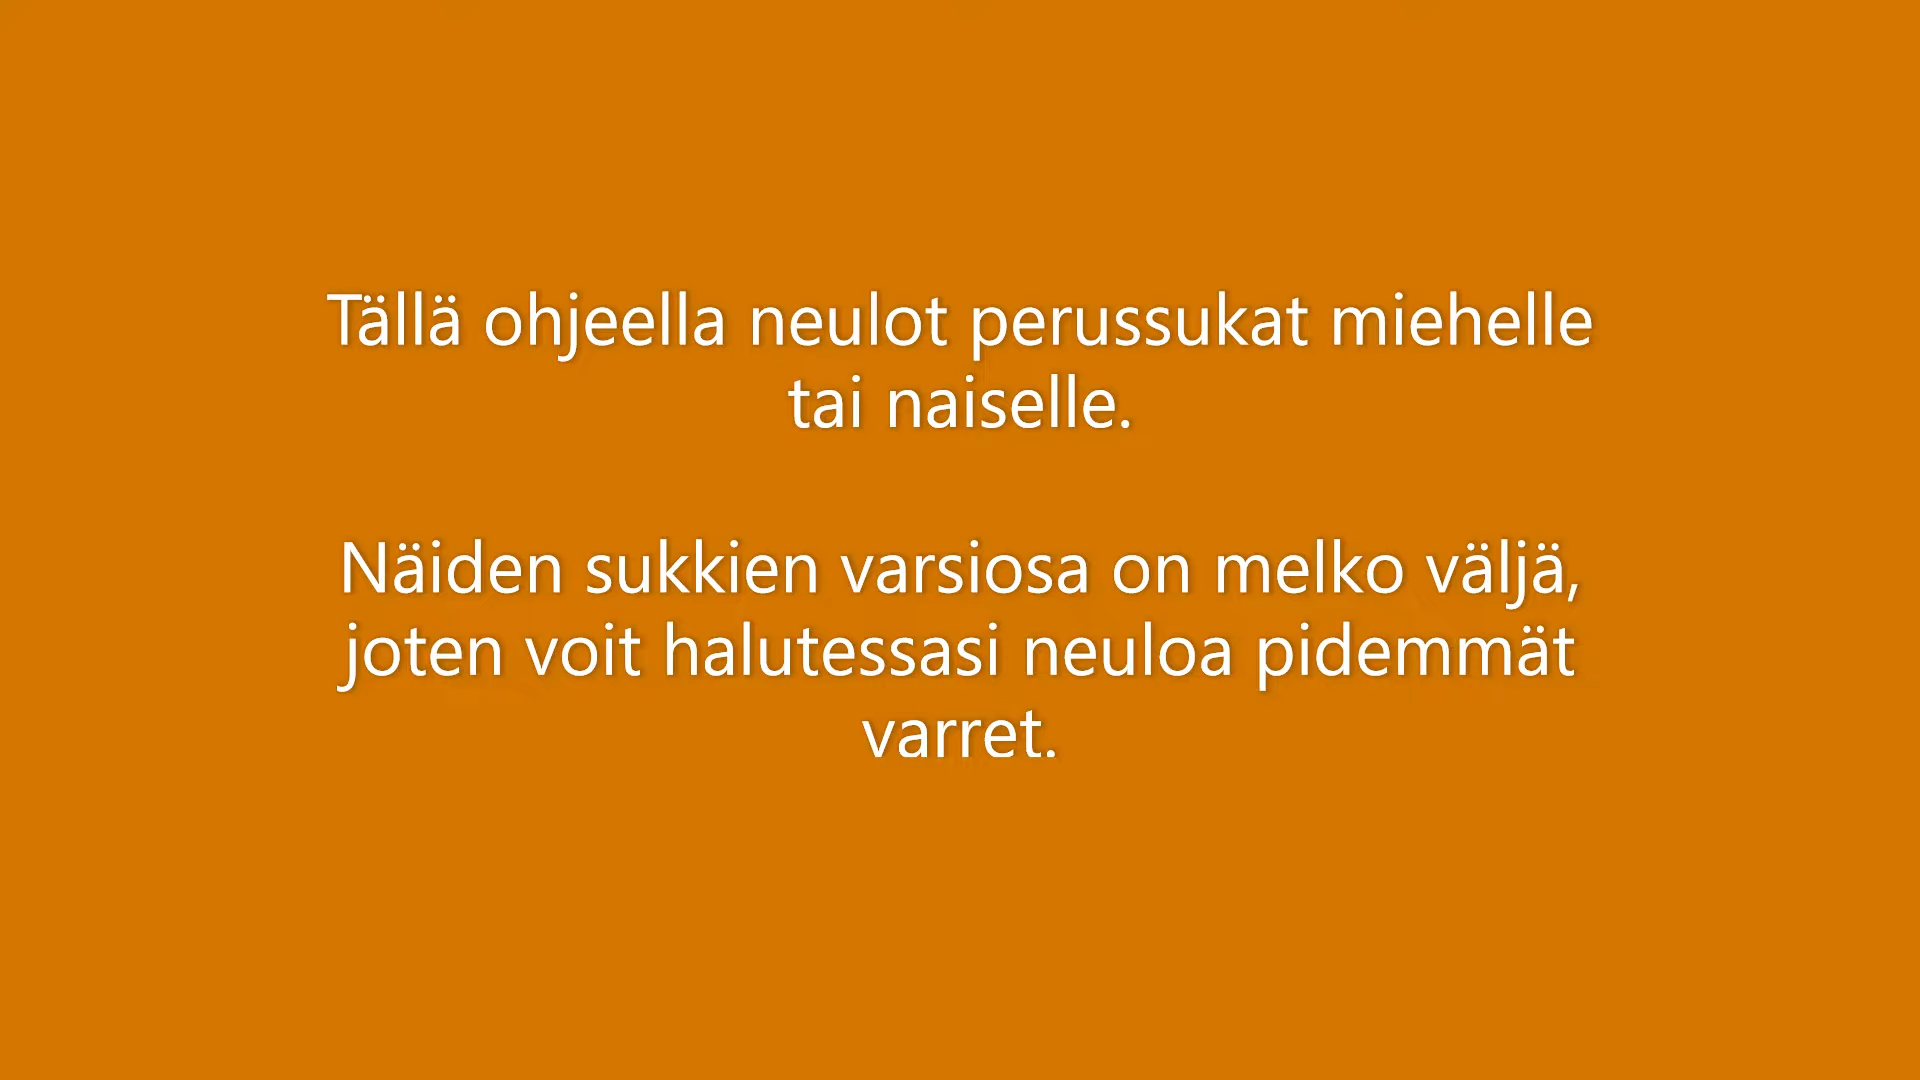 Tällä ohjeella neulot perussukat miehelle
tai naiselle.
Näiden sukkien varsiosa on melko väljä,
joten voit halutessasi neuloa pidemmät
varret.